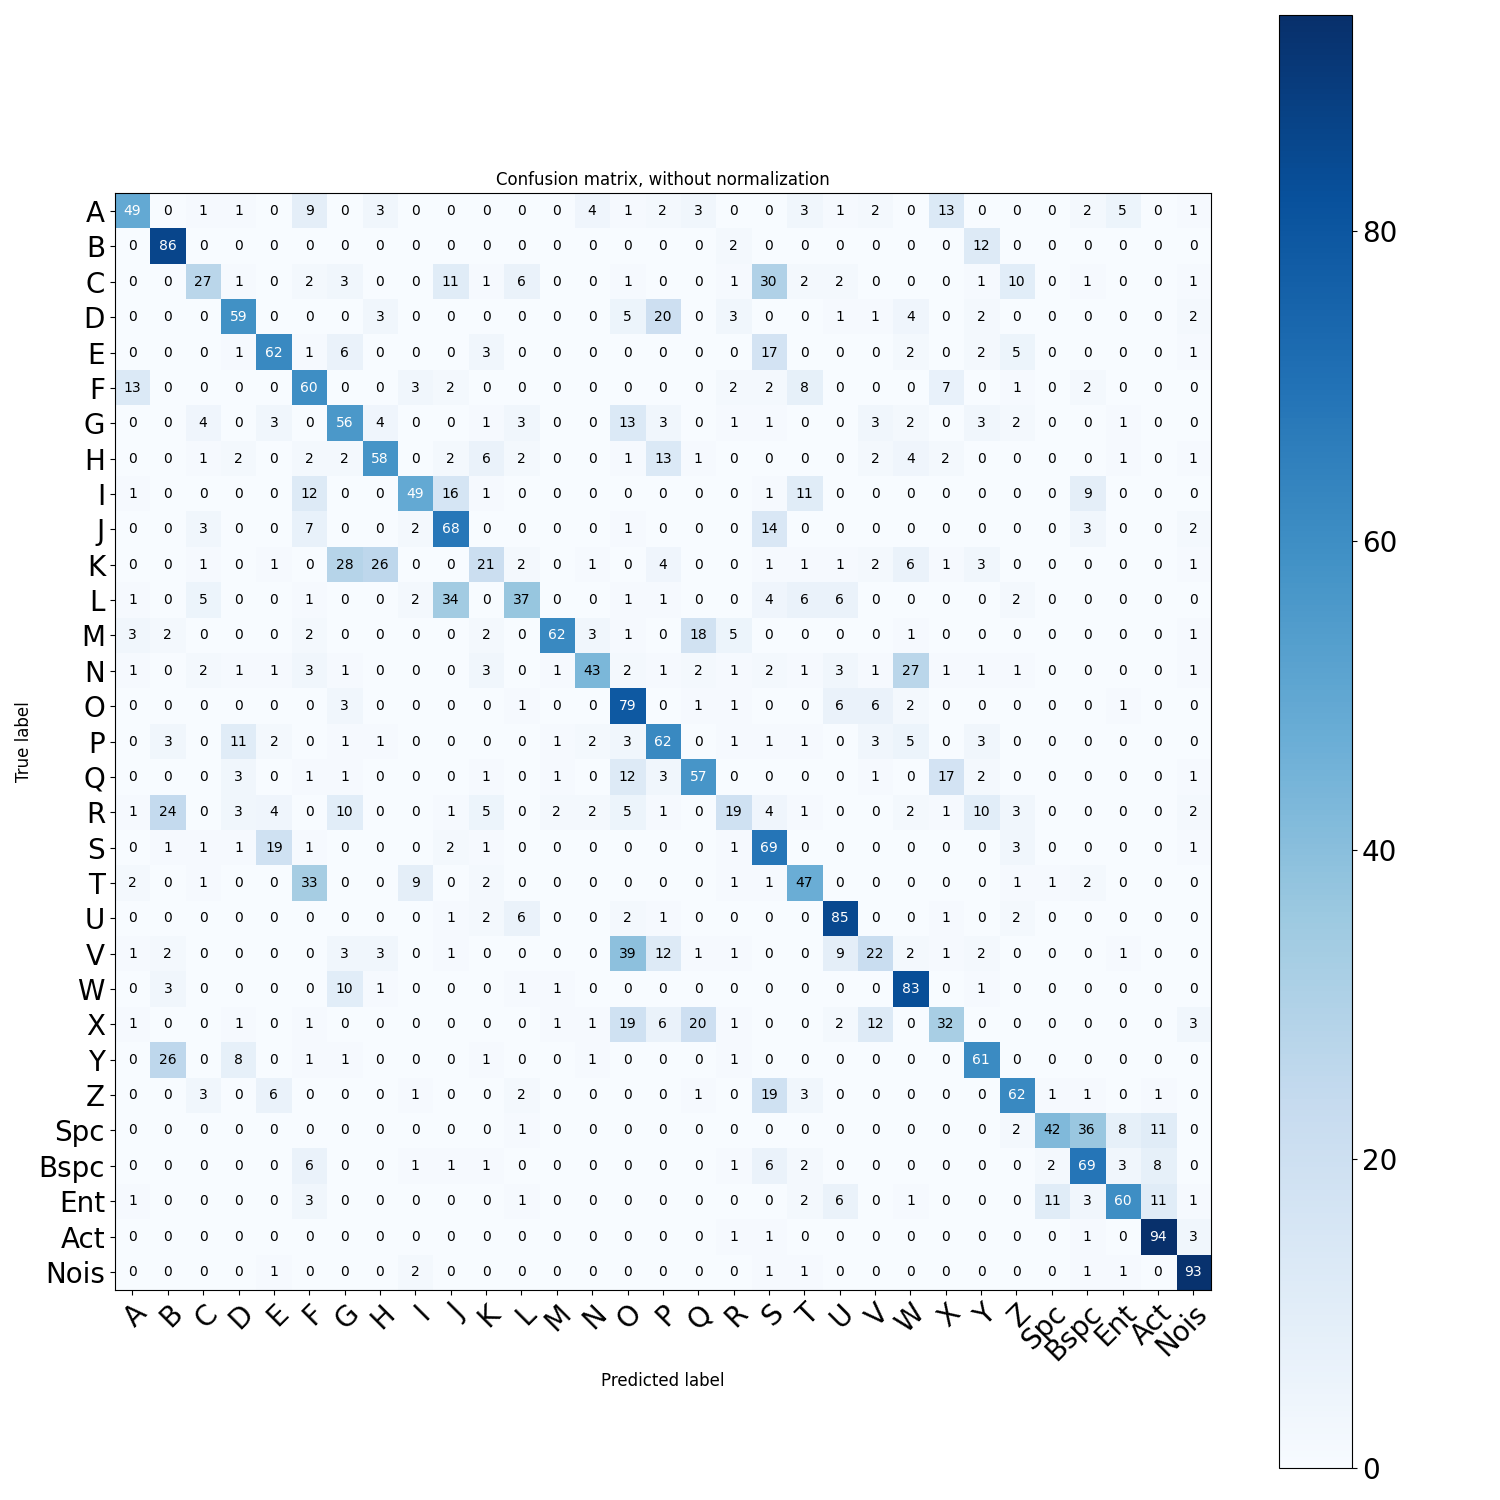 Confusion matrix, without normalization
A 49 0 1 1 0 9 0 3 0 0 0 0 0 4 1 2 3 0 0 3 1 2 0 13 0 0 0 2 5 0 1
B 0 86 0 0 0 0 0 0 0 0 0 0 0 0 0 0 0 2 0 0 0 0 0 0 12 0 0 0 0 0 0
C 0 0 27 1 0 2 3 0 0 11 1 6 0 0 1 0 0 1 30 2 2 0 0 0 1 10 0 1 0 0 1
D 0 0 0 59 0 0 0 3 0 0 0 0 0 0 5 20 0 3 0 0 1 1 4 0 2 0 0 0 0 0 2
E 0 0 0 1 62 1 6 0 0 0 3 0 0 0 0 0 0 0 17 0 0 0 2 0 2 5 0 0 0 0 1
F 13 0 0 0 0 60 0 0 3 2 0 0 0 0 0 0 0 2 2 8 0 0 0 7 0 1 0 2 0 0 0
G 0 0 4 0 3 0 56 4 0 0 1 3 0 0 13 3 0 1 1 0 0 3 2 0 3 2 0 0 1 0 0
H 0 0 1 2 0 2 2 58 0 2 6 2 0 0 1 13 1 0 0 0 0 2 4 2 0 0 0 0 1 0 1
I 1 0 0 0 0 12 0 0 49 16 1 0 0 0 0 0 0 0 1 11 0 0 0 0 0 0 0 9 0 0 0
J 0 0 3 0 0 7 0 0 2 68 0 0 0 0 1 0 0 0 14 0 0 0 0 0 0 0 0 3 0 0 2
K 0 0 1 0 1 0 28 26 0 0 21 2 0 1 0 4 0 0 1 1 1 2 6 1 3 0 0 0 0 0 1
L 1 0 5 0 0 1 0 0 2 34 0 37 0 0 1 1 0 0 4 6 6 0 0 0 0 2 0 0 0 0 0
M 3 2 0 0 0 2 0 0 0 0 2 0 62 3 1 0 18 5 0 0 0 0 1 0 0 0 0 0 0 0 1
N 1 0 2 1 1 3 1 0 0 0 3 0 1 43 2 1 2 1 2 1 3 1 27 1 1 1 0 0 0 0 1
O 0 0 0 0 0 0 3 0 0 0 0 1 0 0 79 0 1 1 0 0 6 6 2 0 0 0 0 0 1 0 0
P 0 3 0 11 2 0 1 1 0 0 0 0 1 2 3 62 0 1 1 1 0 3 5 0 3 0 0 0 0 0 0
Q 0 0 0 3 0 1 1 0 0 0 1 0 1 0 12 3 57 0 0 0 0 1 0 17 2 0 0 0 0 0 1
R 1 24 0 3 4 0 10 0 0 1 5 0 2 2 5 1 0 19 4 1 0 0 2 1 10 3 0 0 0 0 2
S 0 1 1 1 19 1 0 0 0 2 1 0 0 0 0 0 0 1 69 0 0 0 0 0 0 3 0 0 0 0 1
T 2 0 1 0 0 33 0 0 9 0 2 0 0 0 0 0 0 1 1 47 0 0 0 0 0 1 1 2 0 0 0
U 0 0 0 0 0 0 0 0 0 1 2 6 0 0 2 1 0 0 0 0 85 0 0 1 0 2 0 0 0 0 0
V 1 2 0 0 0 0 3 3 0 1 0 0 0 0 39 12 1 1 0 0 9 22 2 1 2 0 0 0 1 0 0
W 0 3 0 0 0 0 10 1 0 0 0 1 1 0 0 0 0 0 0 0 0 0 83 0 1 0 0 0 0 0 0
X 1 0 0 1 0 1 0 0 0 0 0 0 1 1 19 6 20 1 0 0 2 12 0 32 0 0 0 0 0 0 3
Y 0 26 0 8 0 1 1 0 0 0 1 0 0 1 0 0 0 1 0 0 0 0 0 0 61 0 0 0 0 0 0
Z 0 0 3 0 6 0 0 0 1 0 0 2 0 0 0 0 1 0 19 3 0 0 0 0 0 62 1 1 0 1 0
Spc 0 0 0 0 0 0 0 0 0 0 0 1 0 0 0 0 0 0 0 0 0 0 0 0 0 2 42 36 8 11 0
Bspc 0 0 0 0 0 6 0 0 1 1 1 0 0 0 0 0 0 1 6 2 0 0 0 0 0 0 2 69 3 8 0
Ent 1 0 0 0 0 3 0 0 0 0 0 1 0 0 0 0 0 0 0 2 6 0 1 0 0 0 11 3 60 11 1
Act 0 0 0 0 0 0 0 0 0 0 0 0 0 0 0 0 0 1 1 0 0 0 0 0 0 0 0 1 0 94 3
Nois 0 0 0 0 1 0 0 0 2 0 0 0 0 0 0 0 0 0 1 1 0 0 0 0 0 0 0 1 1 0 93
A B C D E F G H I J K L M N O P Q R S T U V W X Y Z Spc Bspc Ent Act Nois
True label
Predicted label
80
60
40
20
0